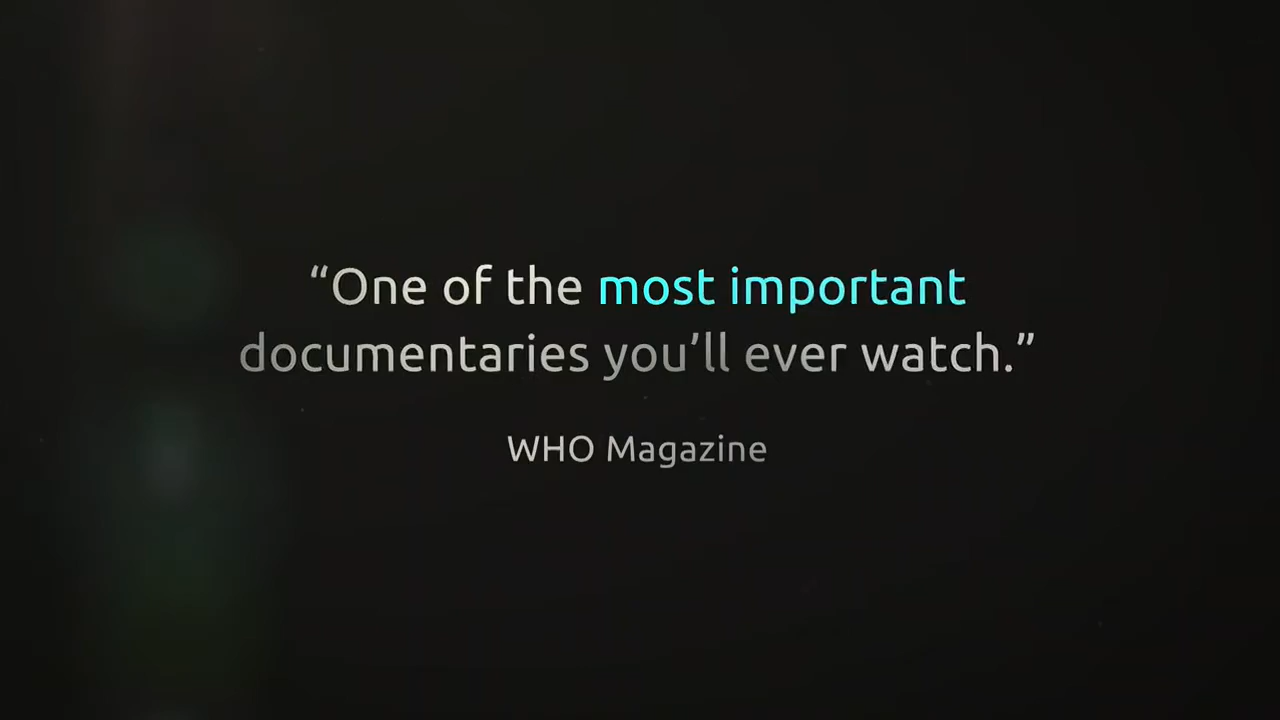 “One of the most important
documentaries you’ll ever watch.”
WHO Magazine